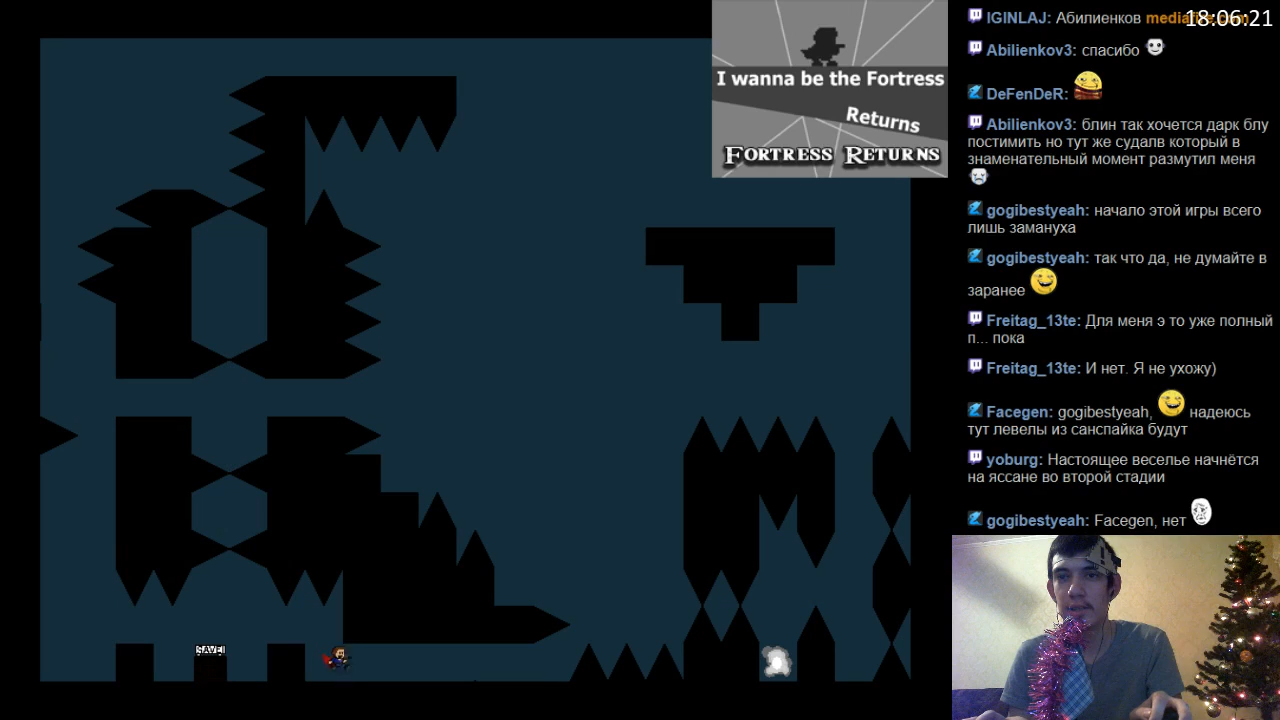 I wanna be the Fortress
Returns
FORTRESS RETURNS
SAVE!
18:06:21
IGINLAJ: Абилиенков
Abilienkov3: спасибо
DeFenDeR:
Abilienkov3: блин так хочется дарк блу
постимить но тут же судапв который в
знаменательный момент размутил меня
gogibestyeah: начало этой игры всего
лишь замануха
gogibestyeah: так что да, не думайте в
заранее
Freitag_13te: Для меня э то уже полный
п... пока
Freitag_13te: И нет. Я не ухожу)
Facegen: gogibestyeah, надеюсь
тут левелы из санспайка будут
yoburg: Настоящее веселье начнётся
на яссане во второй стадии
gogibestyeah: Facegen, нет